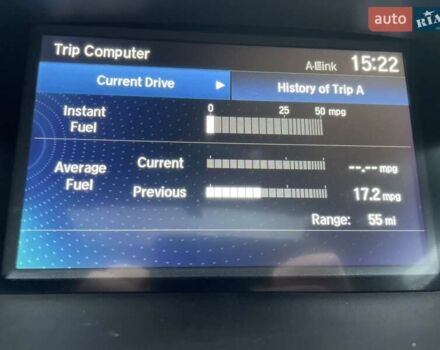 auto RIA
Trip Computer
A-Link 15:22
Current Drive
History of Trip A
Instant Fuel
0 25 50 mpg
Average Fuel
Current --.- mpg
Previous 17.2 mpg
Range: 55 mi